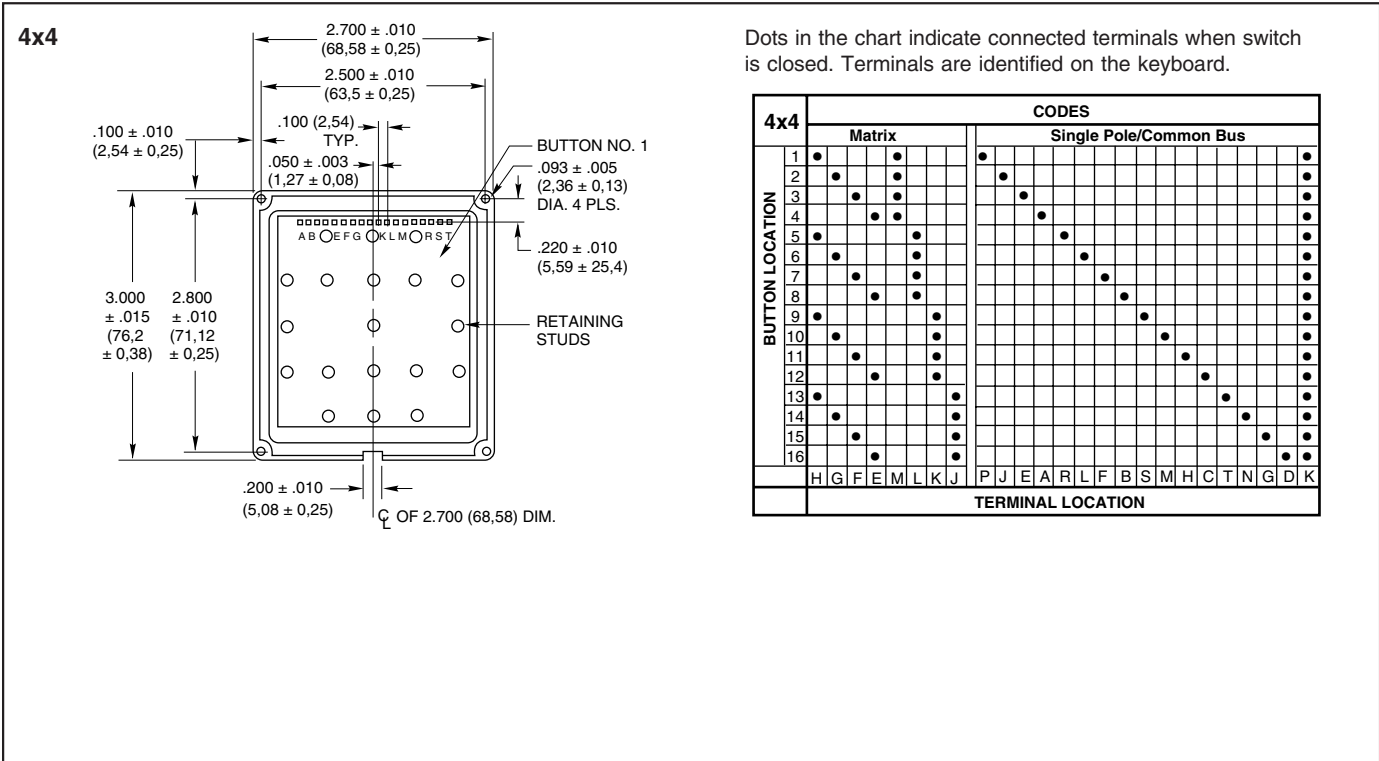 4x4
2.700 ± .010
(68,58 ± 0,25)
2.500 ± .010
(63,5 ± 0,25)
.100 ± .010
(2,54 ± 0,25)
.100 (2,54)
TYP.
.050 ± .003
(1,27 ± 0,08)
BUTTON NO. 1
.093 ± .005
(2,36 ± 0,13)
DIA. 4 PLS.
A B E F G K L M R S T
.220 ± .010
(5,59 ± 25,4)
3.000
± .015
(76,2
± 0,38)
2.800
± .010
(71,12
± 0,25)
RETAINING
STUDS
.200 ± .010
(5,08 ± 0,25)
CL OF 2.700 (68,58) DIM.
Dots in the chart indicate connected terminals when switch
is closed. Terminals are identified on the keyboard.
4x4
CODES
Matrix
Single Pole/Common Bus
BUTTON LOCATION
1
2
3
4
5
6
7
8
9
10
11
12
13
14
15
16
H G F E M L K J P J E A R L F B S M H C T N G D K
TERMINAL LOCATION